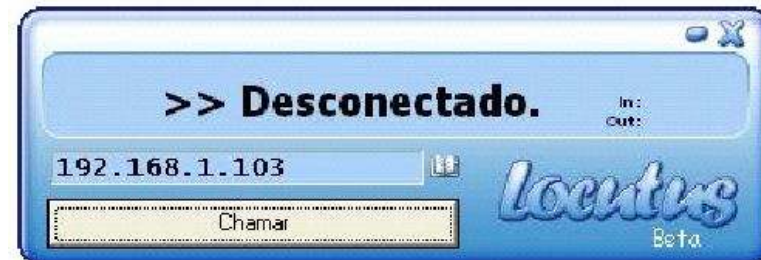 >> Desconectado.
In:
Out:
192.168.1.103
Chamar
Locutus
Beta